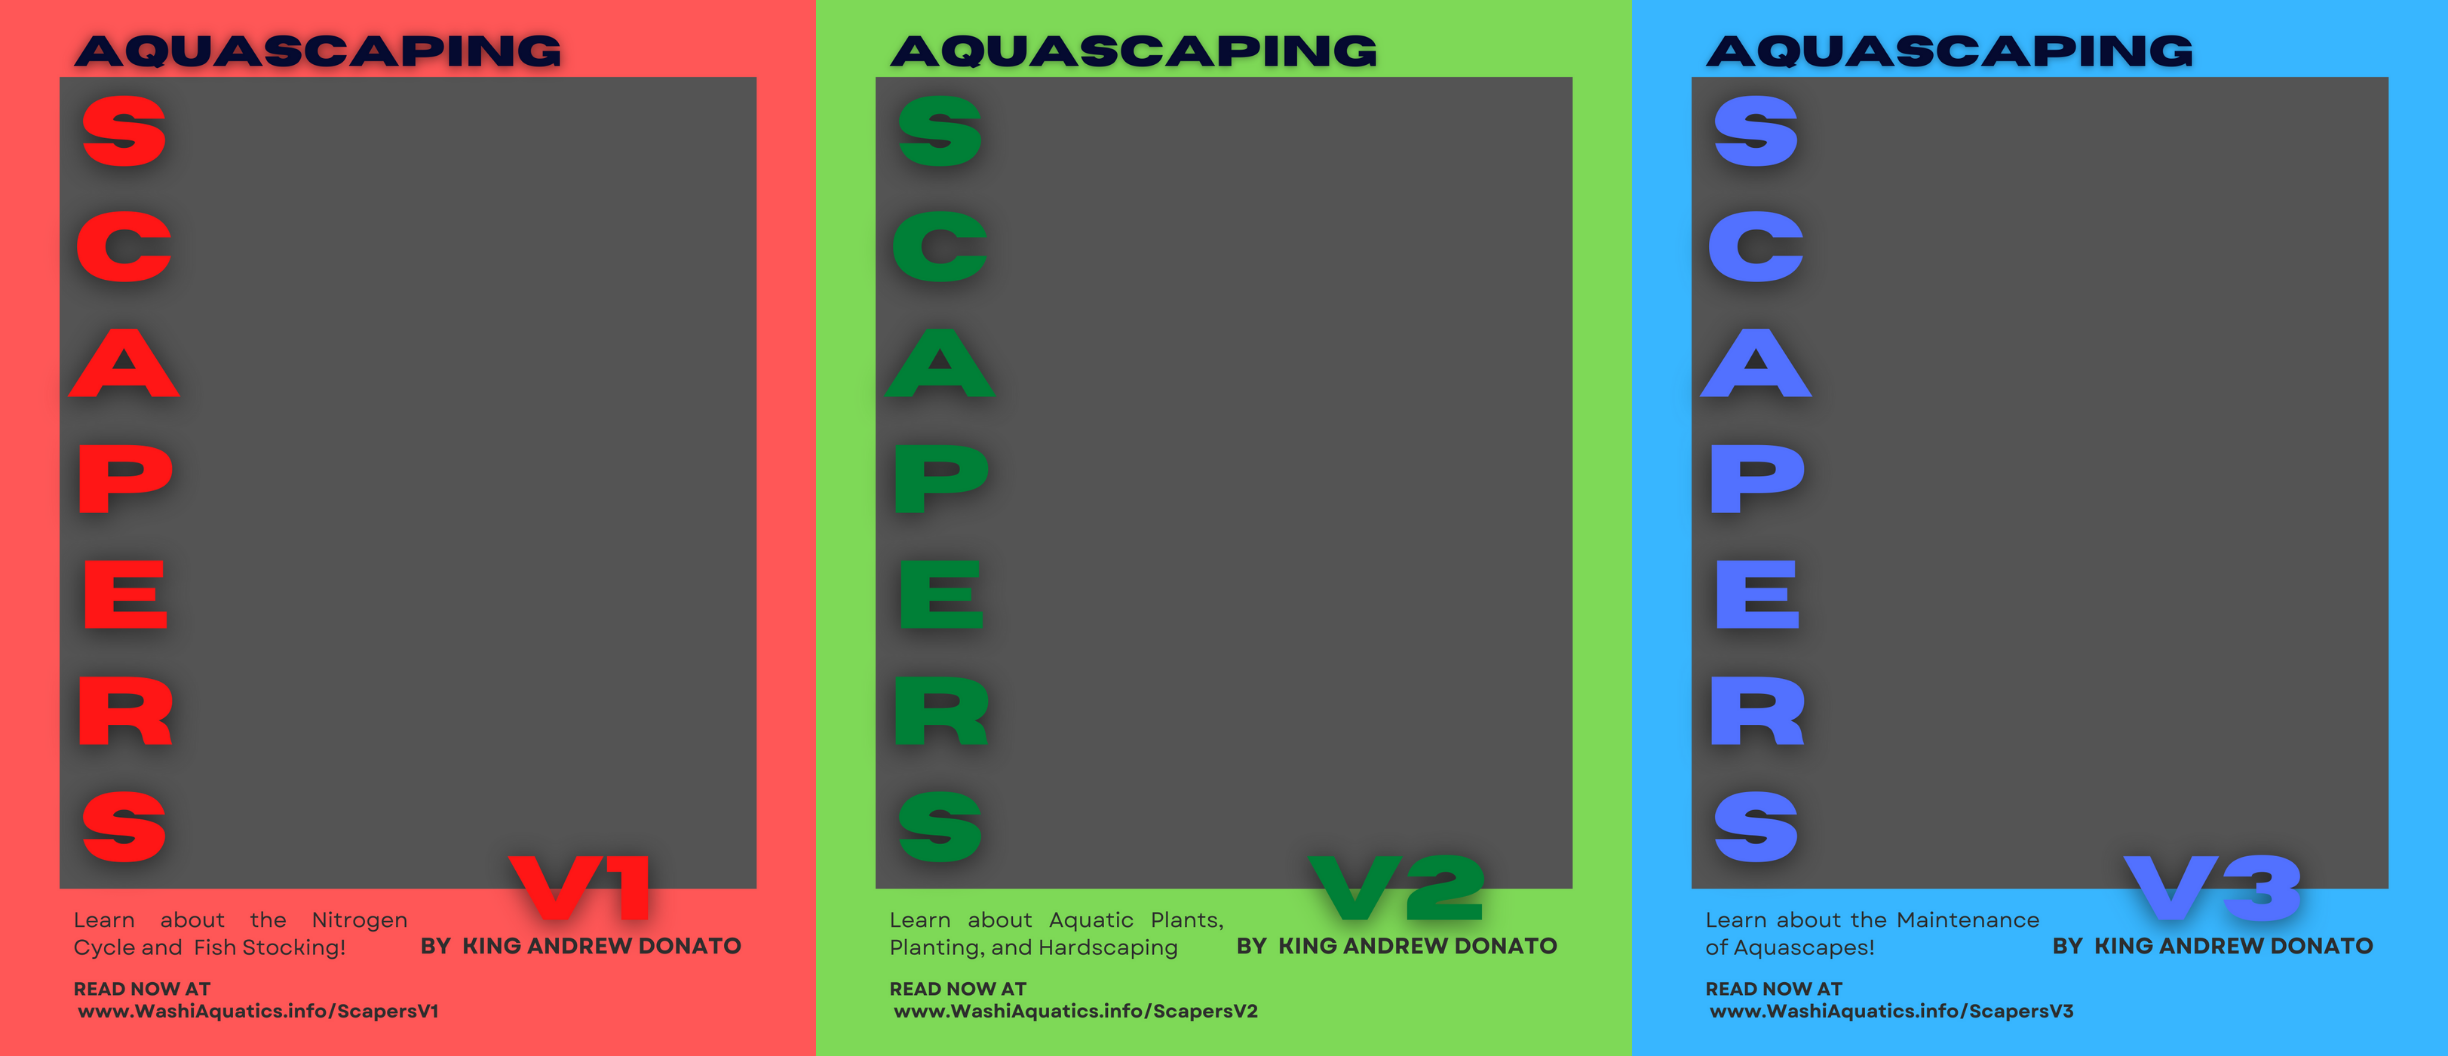 AQUASCAPING
S
C
A
P
E
R
S
V1
Learn about the Nitrogen
Cycle and Fish Stocking!
BY KING ANDREW DONATO
READ NOW AT
www.WashiAquatics.info/ScapersV1
AQUASCAPING
S
C
A
P
E
R
S
V2
Learn about Aquatic Plants,
Planting, and Hardscaping
BY KING ANDREW DONATO
READ NOW AT
www.WashiAquatics.info/ScapersV2
AQUASCAPING
S
C
A
P
E
R
S
V3
Learn about the Maintenance
of Aquascapes!
BY KING ANDREW DONATO
READ NOW AT
www.WashiAquatics.info/ScapersV3